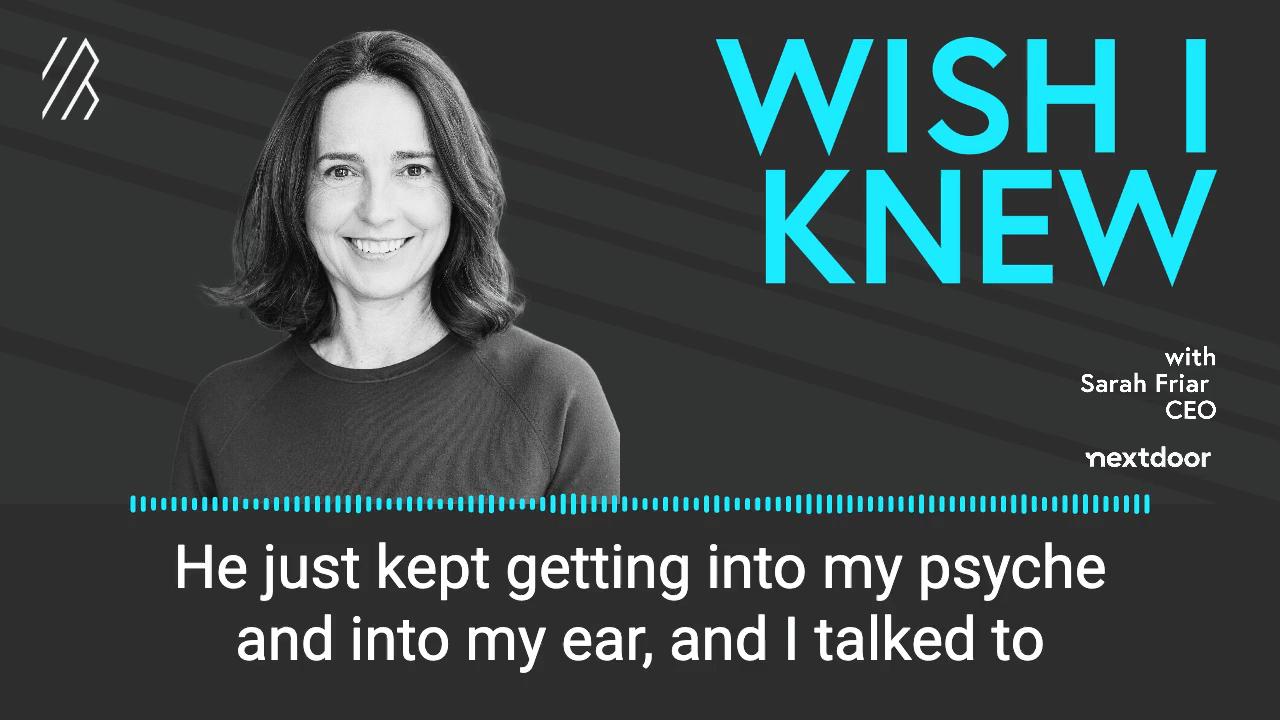 WISH I
KNEW
with
Sarah Friar
CEO
nextdoor
He just kept getting into my psyche
and into my ear, and I talked to